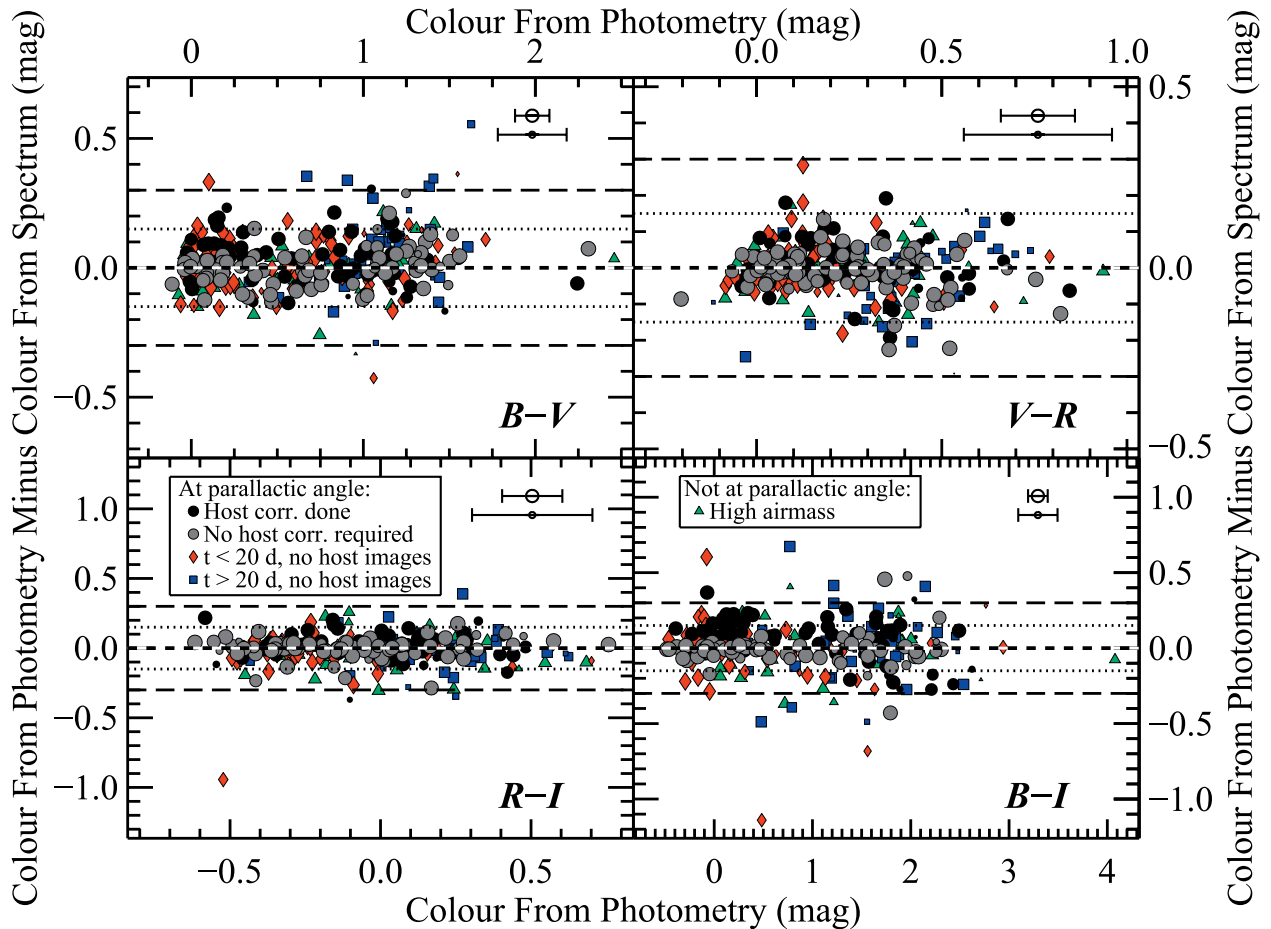 Colour From Photometry (mag)
0 1 2 0.0 0.5 1.0
Colour From Photometry Minus Colour From Spectrum (mag)
0.5
0.0
−0.5
B−V
0.5
0.0
−0.5
V−R
1.0
0.5
0.0
−0.5
−1.0
At parallactic angle:
Host corr. done
No host corr. required
t < 20 d, no host images
t > 20 d, no host images
R−I
Not at parallactic angle:
High airmass
1.0
0.5
0.0
−0.5
−1.0
B−I
Colour From Photometry Minus Colour From Spectrum (mag)
−0.5 0.0 0.5 0 1 2 3 4
Colour From Photometry (mag)